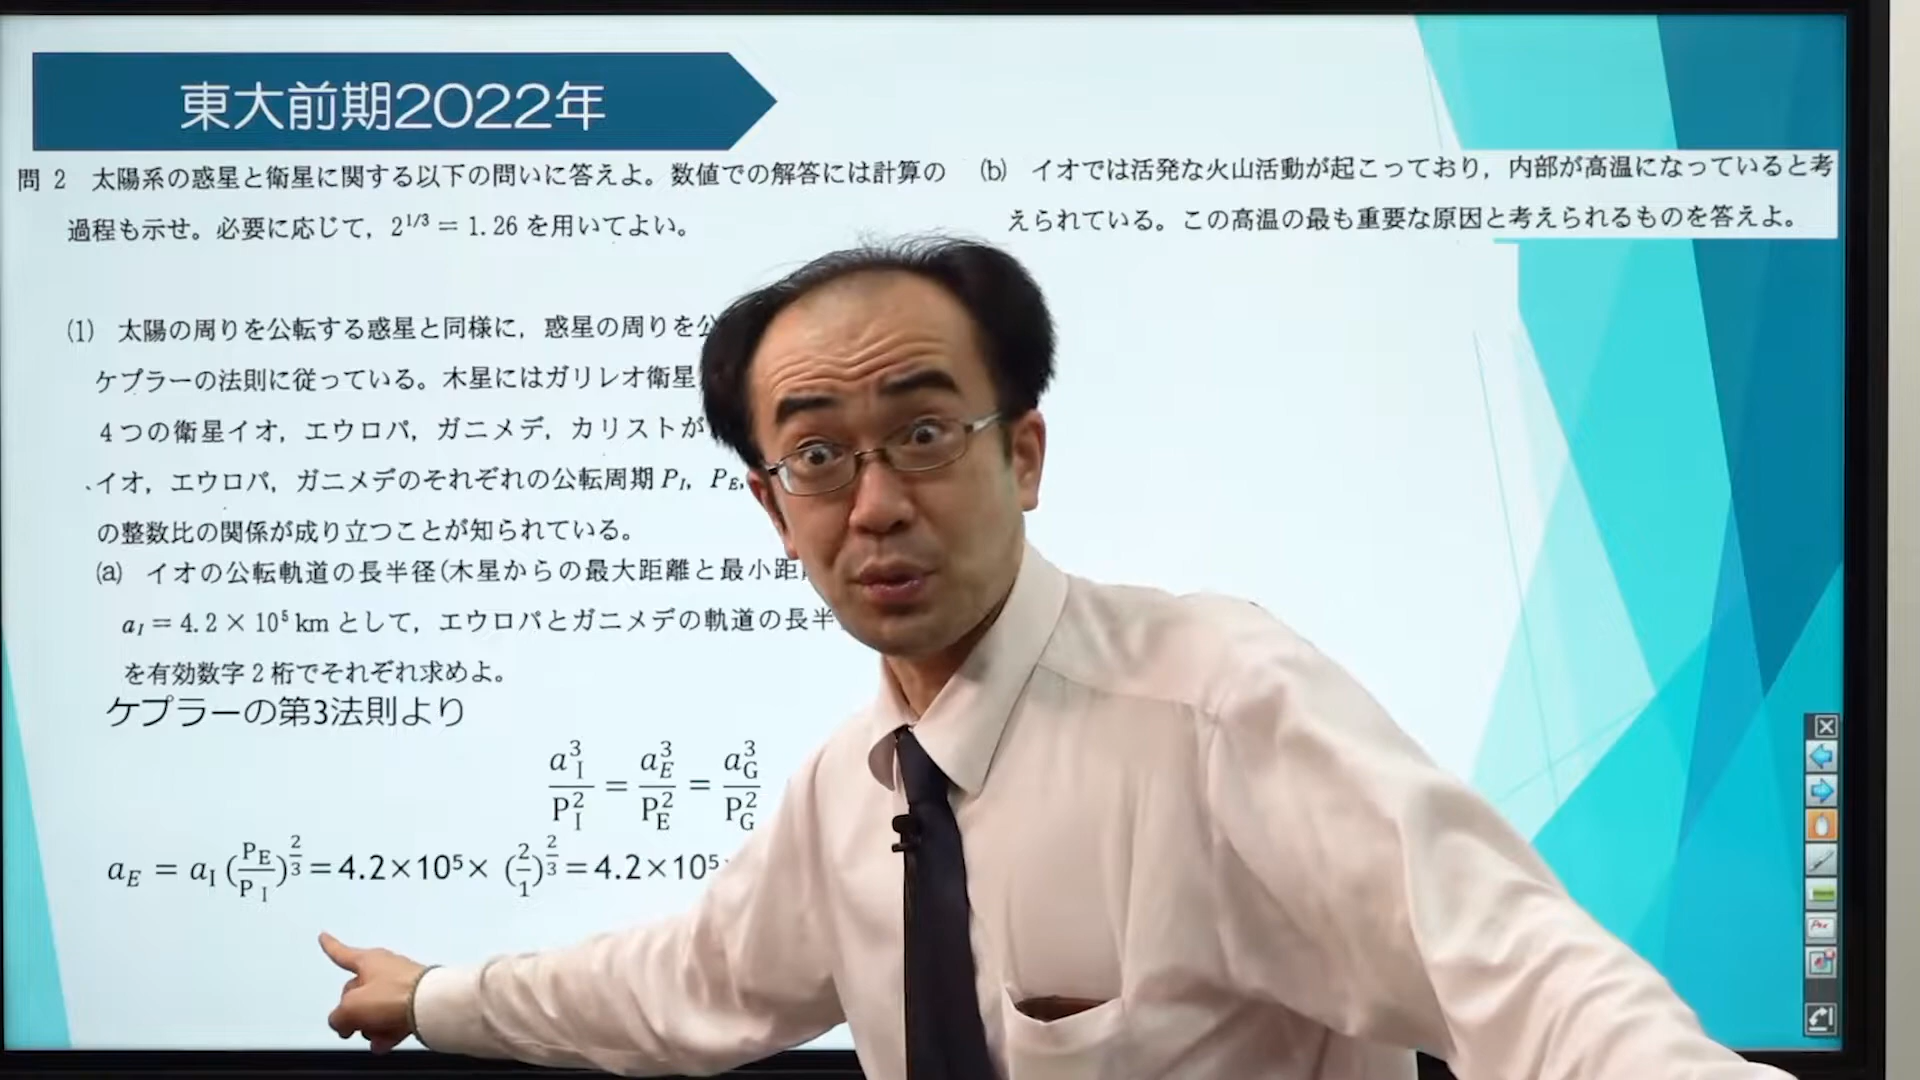 東大前期2022年
問 2 太陽系の惑星と衛星に関する以下の問いに答えよ。数値での解答には計算の
過程も示せ。必要に応じて，2^{1/3} = 1.26 を用いてよい。
(1) 太陽の周りを公転する惑星と同様に，惑星の周りを公
ケプラーの法則に従っている。木星にはガリレオ衛星
4つの衛星イオ，エウロパ，ガニメデ，カリストが
イオ，エウロパ，ガニメデのそれぞれの公転周期 P_I，P_E，
の整数比の関係が成り立つことが知られている。
(a) イオの公転軌道の長半径(木星からの最大距離と最小距
a_I = 4.2 × 10^5 km として，エウロパとガニメデの軌道の長半
を有効数字2桁でそれぞれ求めよ。
ケプラーの第3法則より
a_I^3/P_I^2 = a_E^3/P_E^2 = a_G^3/P_G^2
a_E = a_I (P_E/P_I)^{2/3} = 4.2×10^5× (2/1)^{2/3} = 4.2×10^5
(b) イオでは活発な火山活動が起こっており，内部が高温になっていると考
えられている。この高温の最も重要な原因と考えられるものを答えよ。